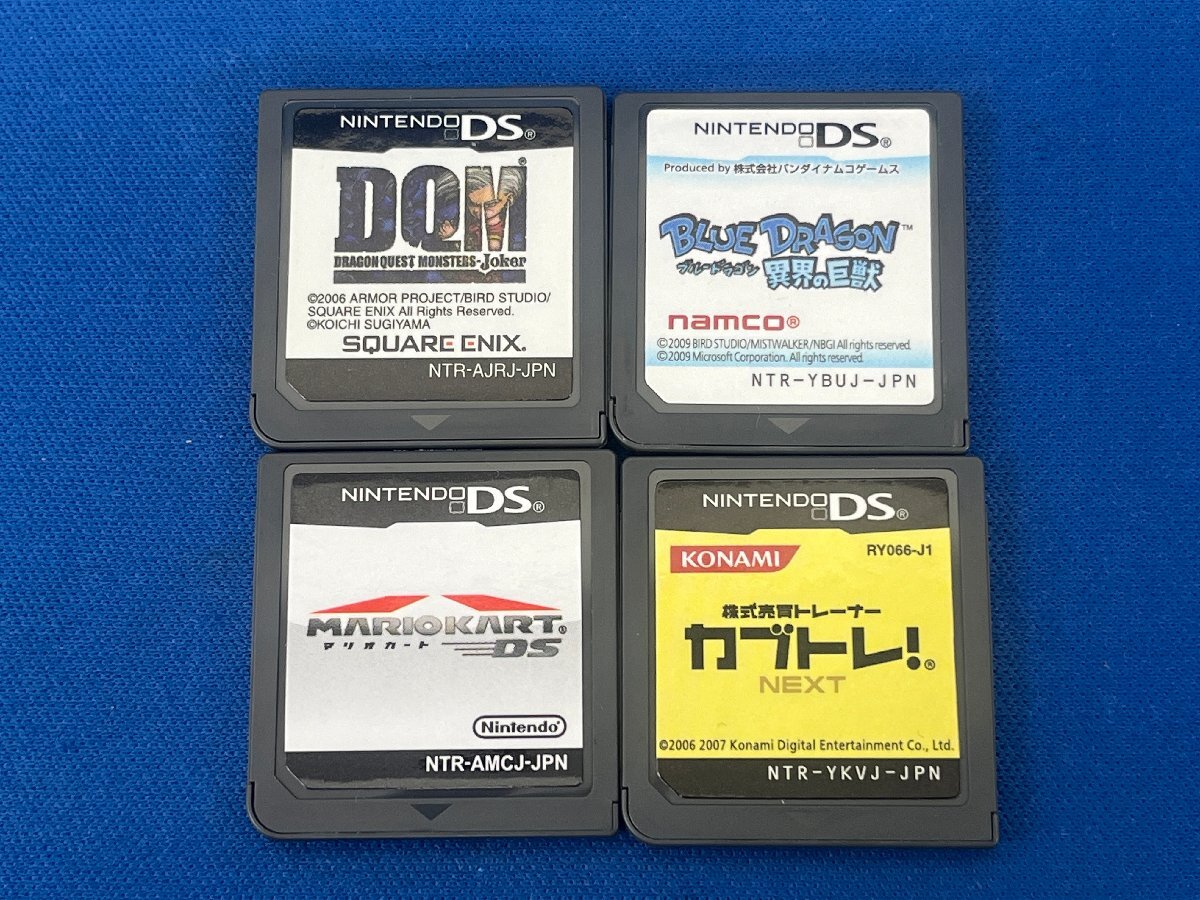 NINTENDO DS®
DQM®
DRAGON QUEST MONSTERS-Joker
©2006 ARMOR PROJECT/BIRD STUDIO/
SQUARE ENIX All Rights Reserved.
©KOICHI SUGIYAMA
SQUARE ENIX®
NTR-AJRJ-JPN
NINTENDO DS®
Produced by 株式会社バンダイナムコゲームス
BLUE DRAGON™
ブルードラゴン 異界の巨獣
namco®
©2009 BIRD STUDIO/MISTWALKER/NBGI All rights reserved.
©2009 Microsoft Corporation. All rights reserved.
NTR-YBUJ-JPN
NINTENDO DS®
MARIOKART®
マリオカート DS
Nintendo®
NTR-AMCJ-JPN
NINTENDO DS®
KONAMI RY066-J1
株式売買トレーナー
カブトレ!®
NEXT
©2006 2007 Konami Digital Entertainment Co., Ltd.
NTR-YKVJ-JPN